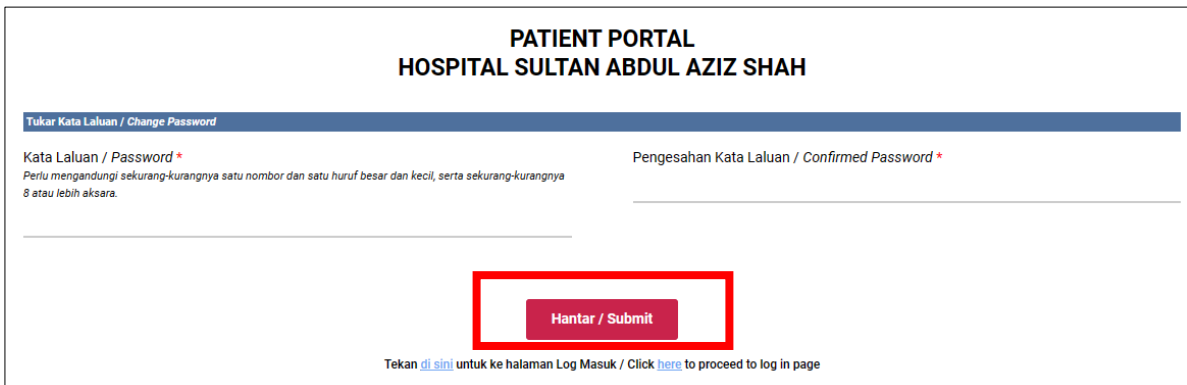 PATIENT PORTAL
HOSPITAL SULTAN ABDUL AZIZ SHAH
Tukar Kata Laluan / Change Password
Kata Laluan / Password *
Perlu mengandungi sekurang-kurangnya satu nombor dan satu huruf besar dan kecil, serta sekurang-kurangnya
8 atau lebih aksara.
Pengesahan Kata Laluan / Confirmed Password *
Hantar / Submit
Tekan di sini untuk ke halaman Log Masuk / Click here to proceed to log in page